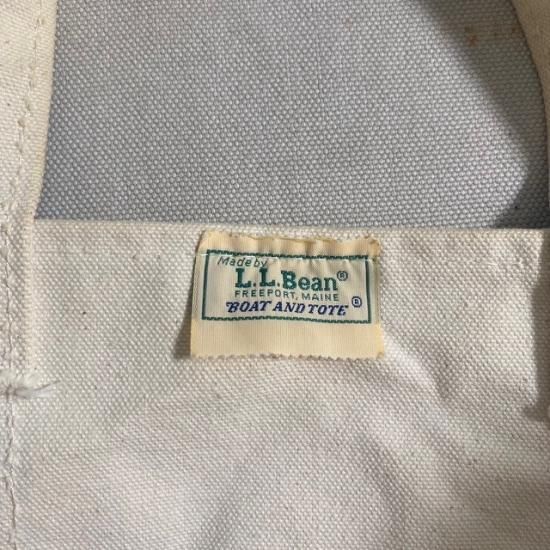 Made by
L.L.Bean®
FREEPORT, MAINE
"BOAT AND TOTE" ®